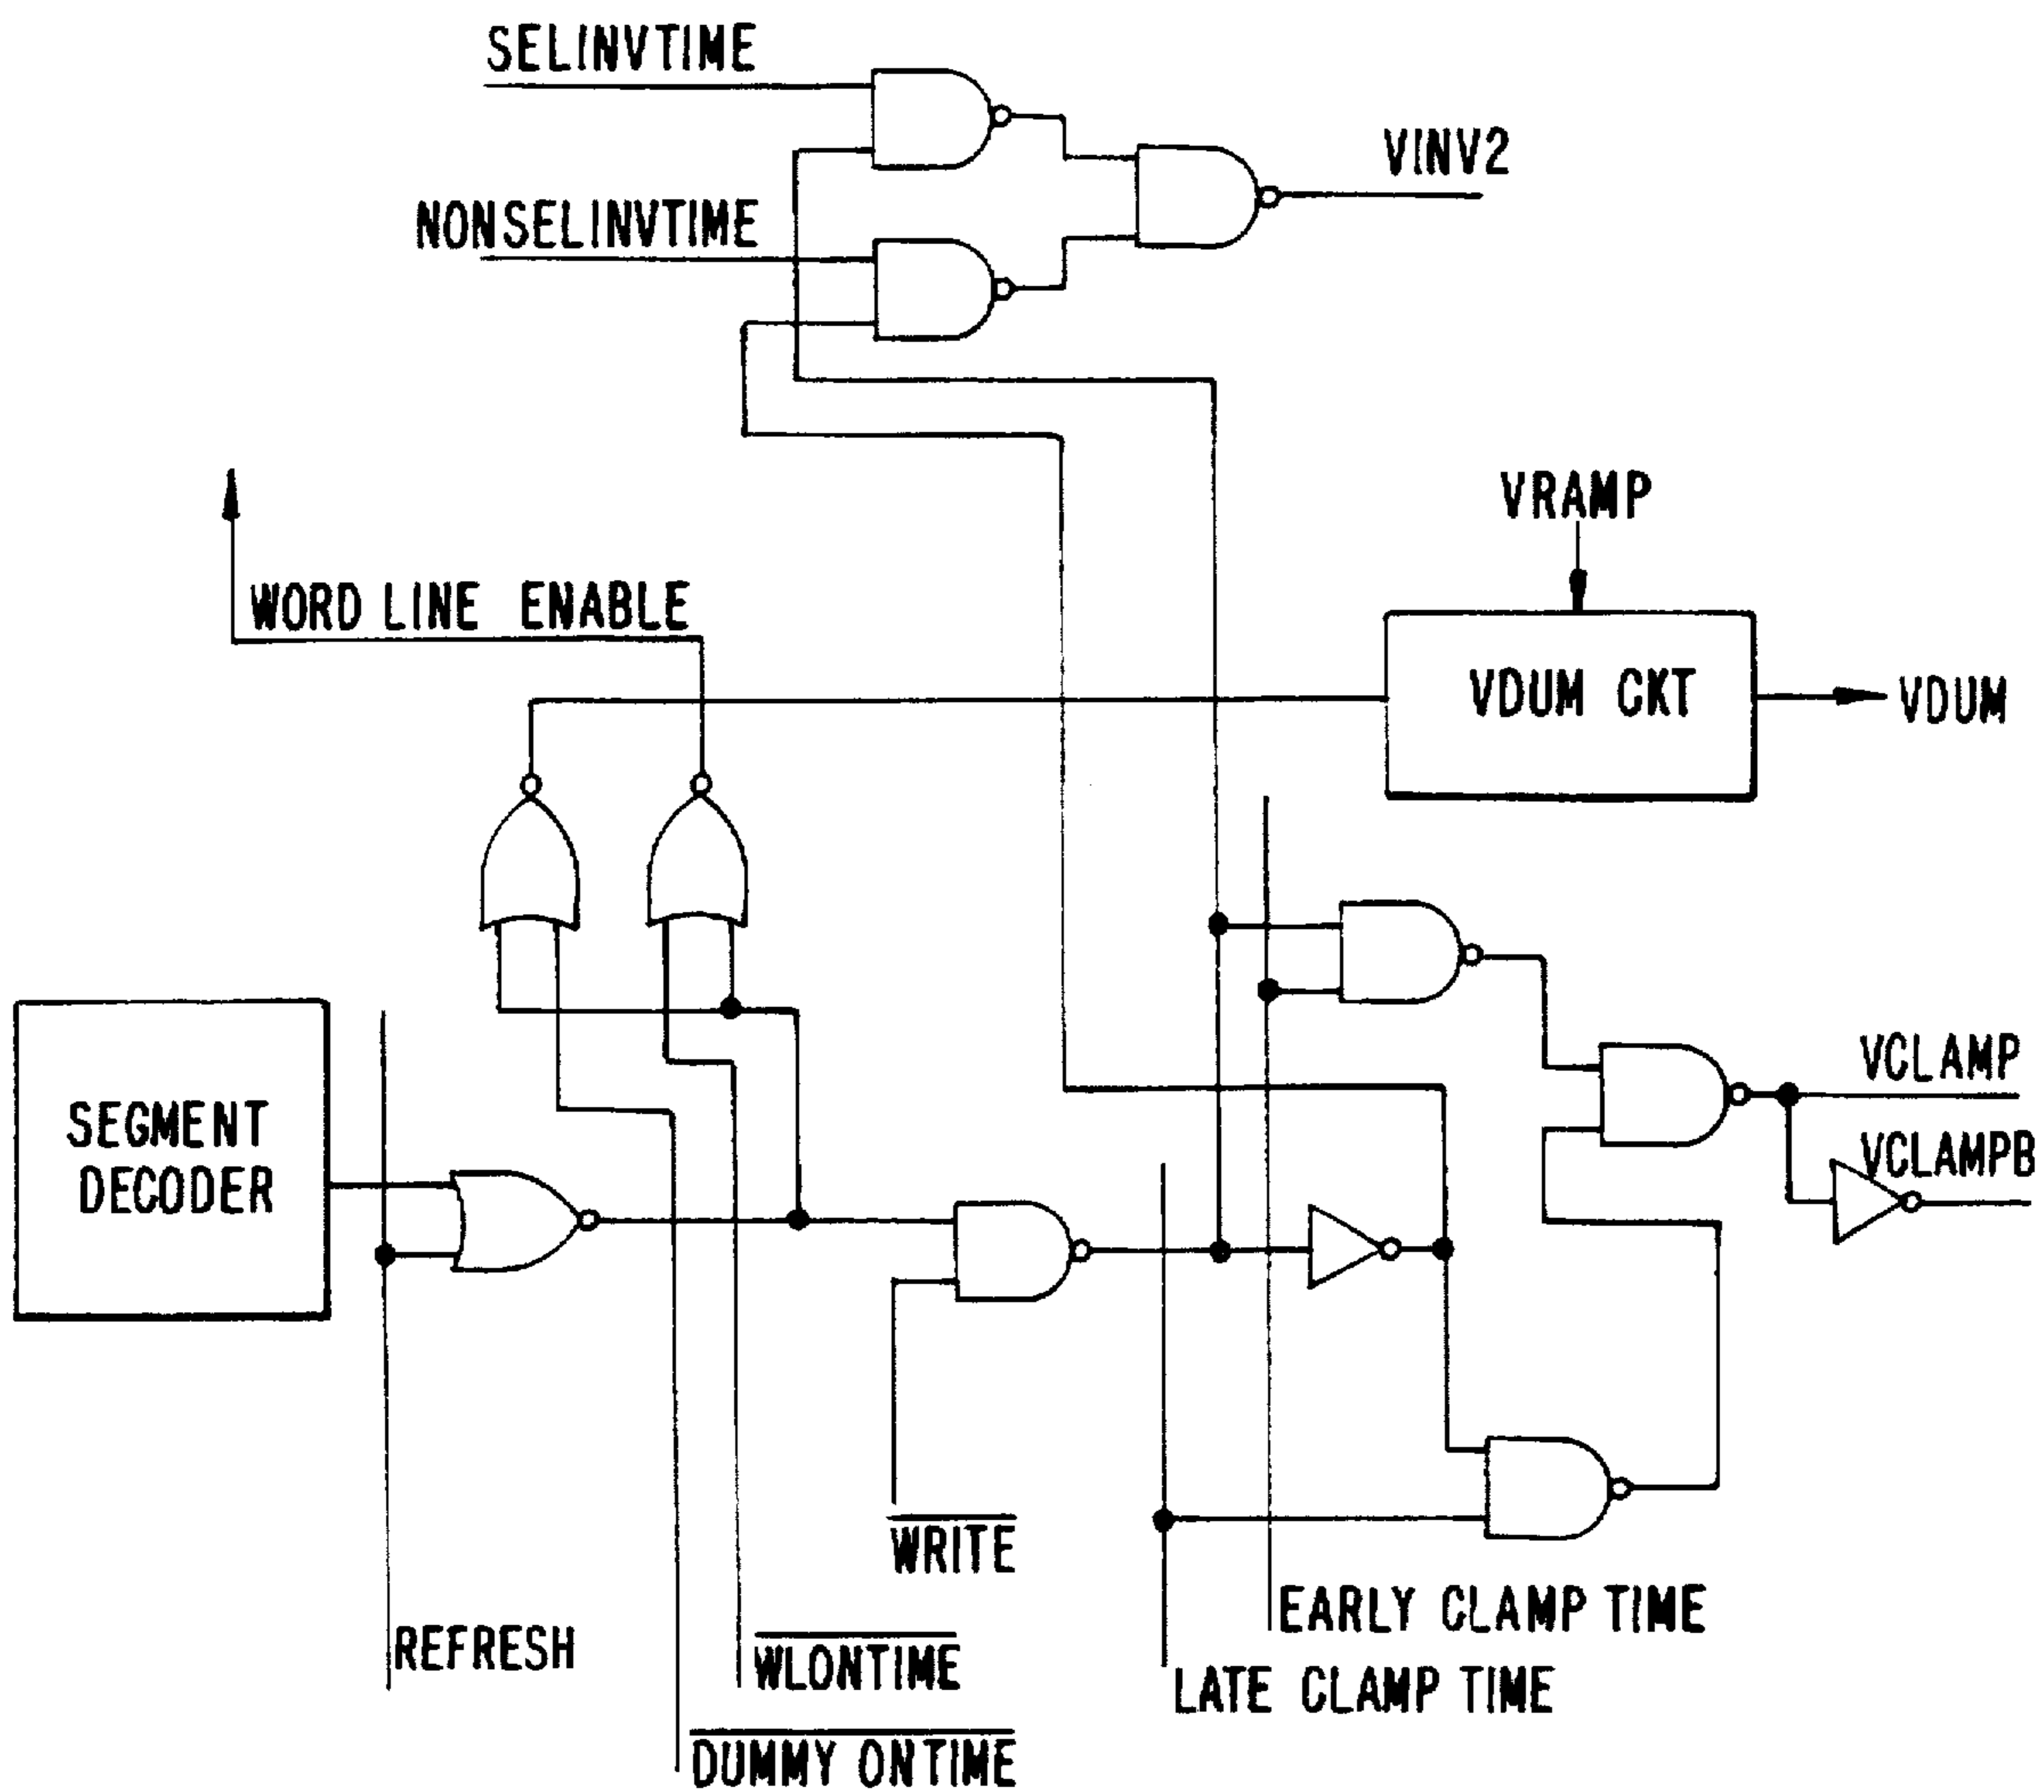 SELINVTIME
VINV2
NONSELINVTIME
VRAMP
WORD LINE ENABLE
VDUM CKT
VDUM
SEGMENT
DECODER
VCLAMP
VCLAMPB
WRITE
EARLY CLAMP TIME
REFRESH
WLONTIME
LATE CLAMP TIME
DUMMY ONTIME